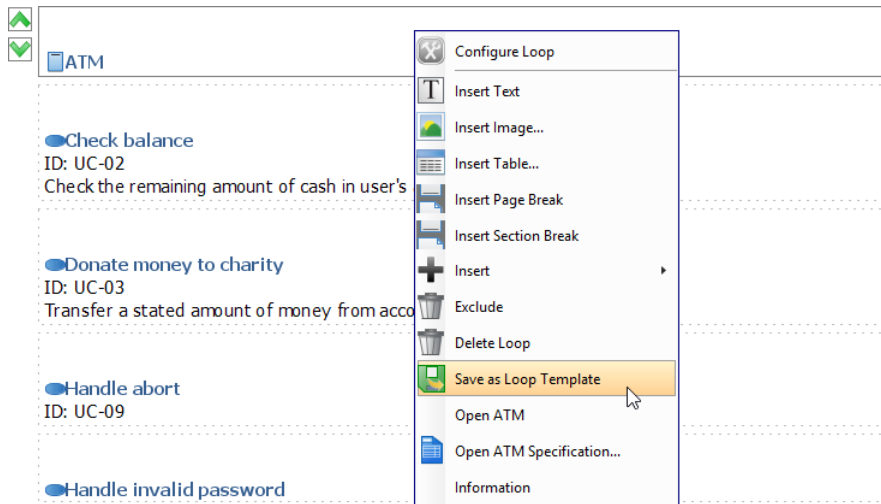 ATM
Check balance
ID: UC-02
Check the remaining amount of cash in user's
Donate money to charity
ID: UC-03
Transfer a stated amount of money from acco
Handle abort
ID: UC-09
Handle invalid password
Configure Loop
T Insert Text
Insert Image...
Insert Table...
Insert Page Break
Insert Section Break
Insert
Exclude
Delete Loop
Save as Loop Template
Open ATM
Open ATM Specification...
Information